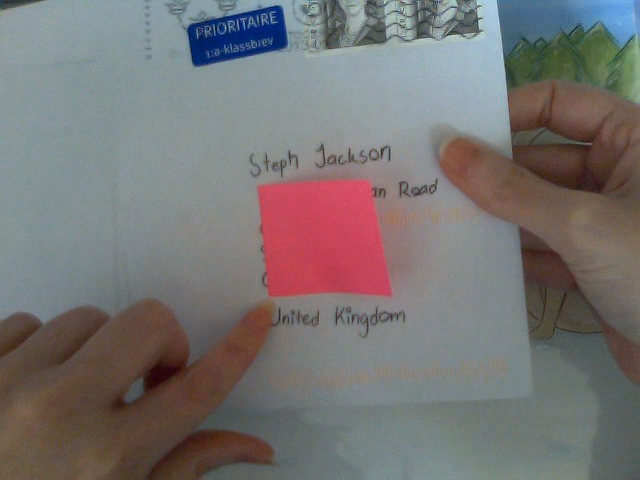 PRIORITAIRE
1:a-klassbrev
Steph Jackson
an Road
United Kingdom